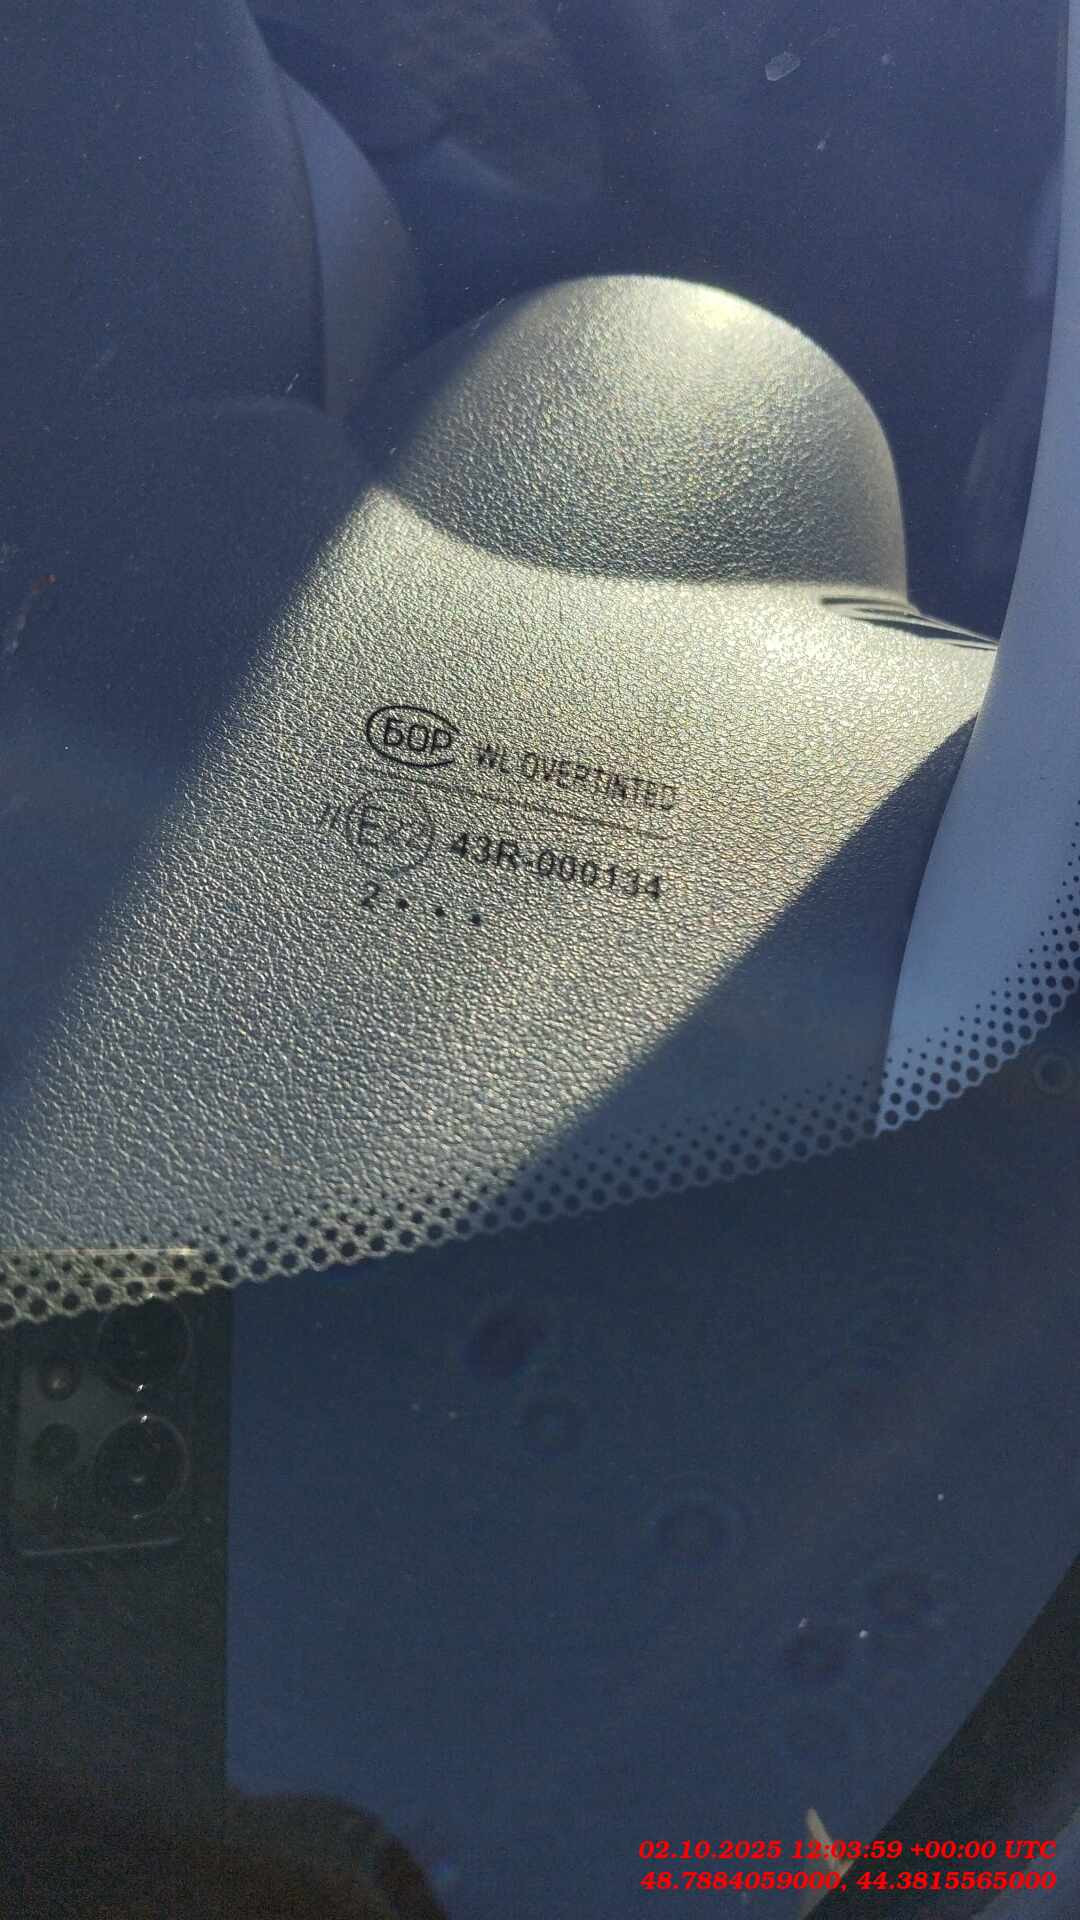 БОР WL OVERTINTED
II E22 43R-000134
2 . . .
02.10.2025 12:03:59 +00:00 UTC
48.7884059000, 44.3815565000